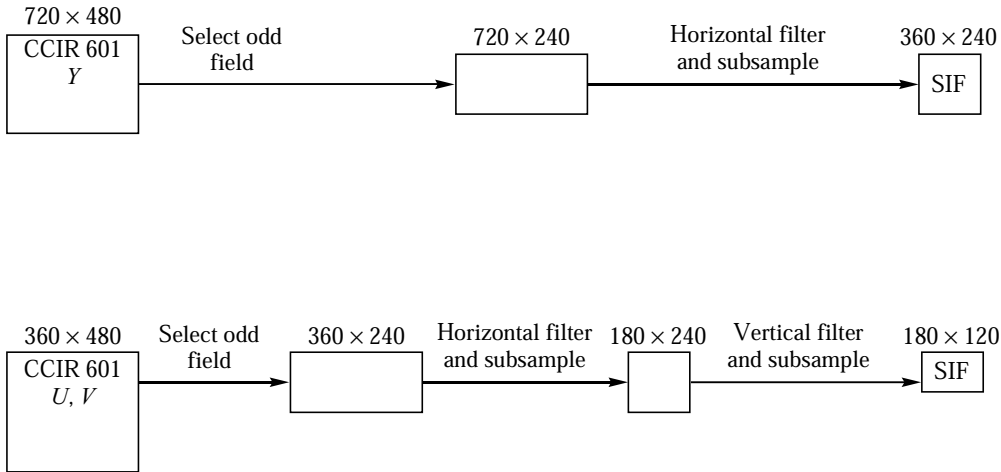 720 × 480
CCIR 601
Y
Select odd
field
720 × 240
Horizontal filter
and subsample
360 × 240
SIF
360 × 480
CCIR 601
U, V
Select odd
field
360 × 240
Horizontal filter
and subsample
180 × 240
Vertical filter
and subsample
180 × 120
SIF